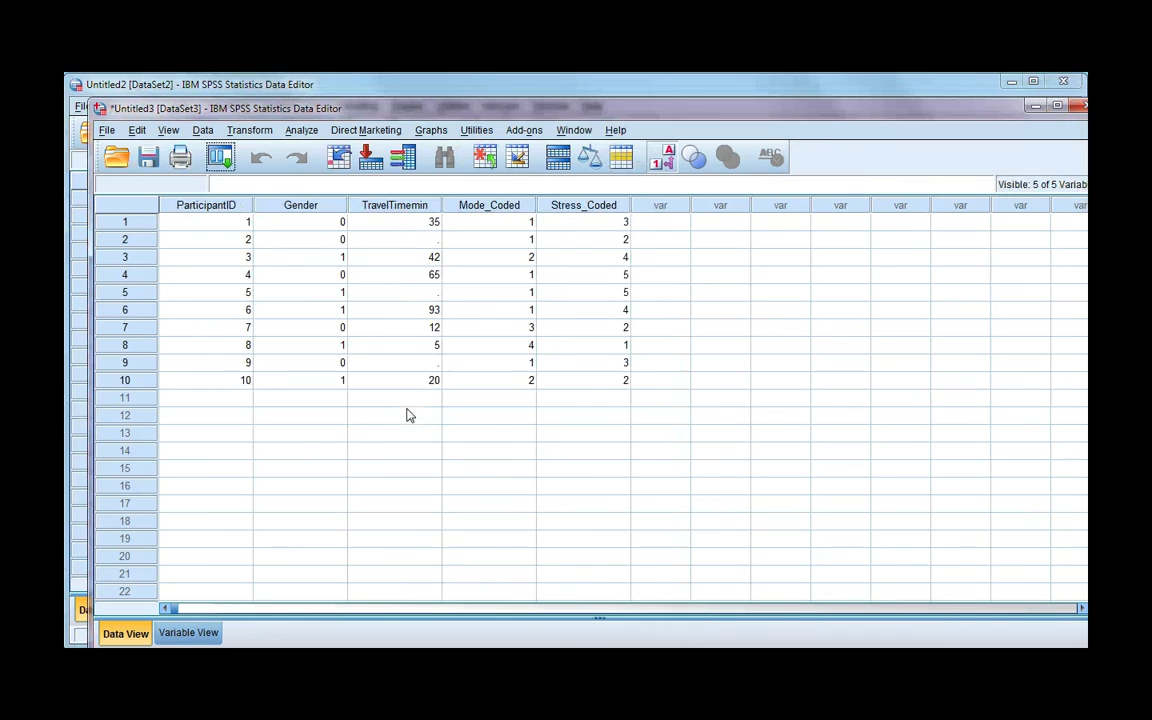 Untitled2 [DataSet2] - IBM SPSS Statistics Data Editor
*Untitled3 [DataSet3] - IBM SPSS Statistics Data Editor
File Edit View Data Transform Analyze Direct Marketing Graphs Utilities Add-ons Window Help
Visible: 5 of 5 Variab
ParticipantID Gender TravelTimemin Mode_Coded Stress_Coded var var var var var var var var
1 1 0 35 1 3
2 2 0 . 1 2
3 3 1 42 2 4
4 4 0 65 1 5
5 5 1 . 1 5
6 6 1 93 1 4
7 7 0 12 3 2
8 8 1 5 4 1
9 9 0 . 1 3
10 10 1 20 2 2
11
12
13
14
15
16
17
18
19
20
21
22
Data View Variable View